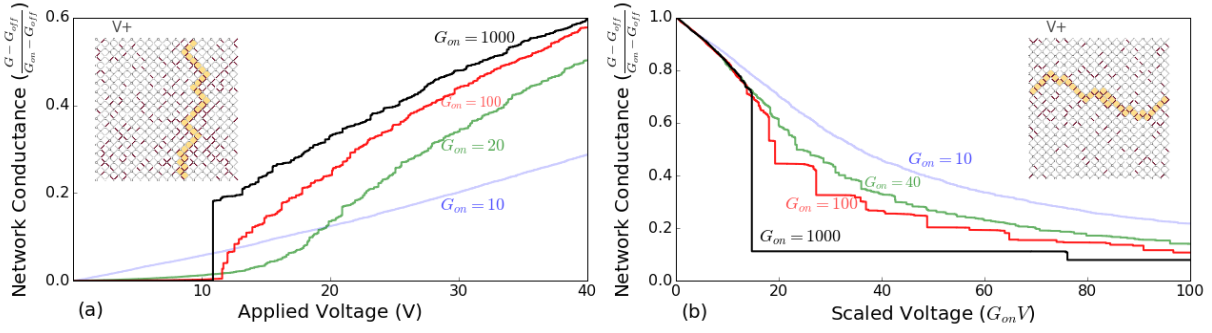 Network Conductance (G − G_off / G_on − G_off)
0.6
0.4
0.2
0.0
V+
G_on = 1000
G_on = 100
G_on = 20
G_on = 10
10
20
30
40
(a)
Applied Voltage (V)
Network Conductance (G − G_off / G_on − G_off)
1.0
0.8
0.6
0.4
0.2
0.0
V+
G_on = 10
G_on = 40
G_on = 100
G_on = 1000
0
20
40
60
80
100
(b)
Scaled Voltage (G_on V)